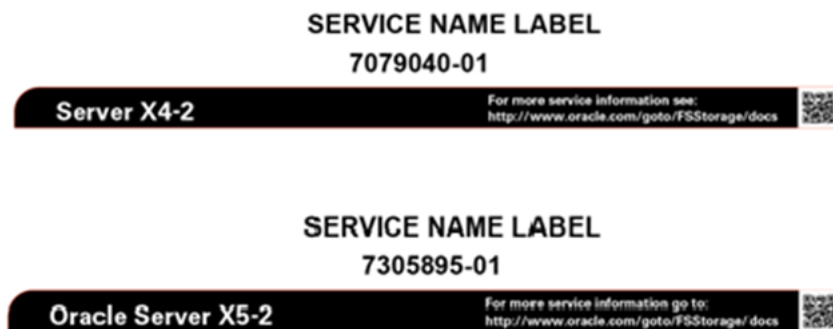 SERVICE NAME LABEL
7079040-01
Server X4-2
For more service information see:
http://www.oracle.com/goto/FSStorage/docs
SERVICE NAME LABEL
7305895-01
Oracle Server X5-2
For more service information go to:
http://www.oracle.com/goto/FSStorage/docs